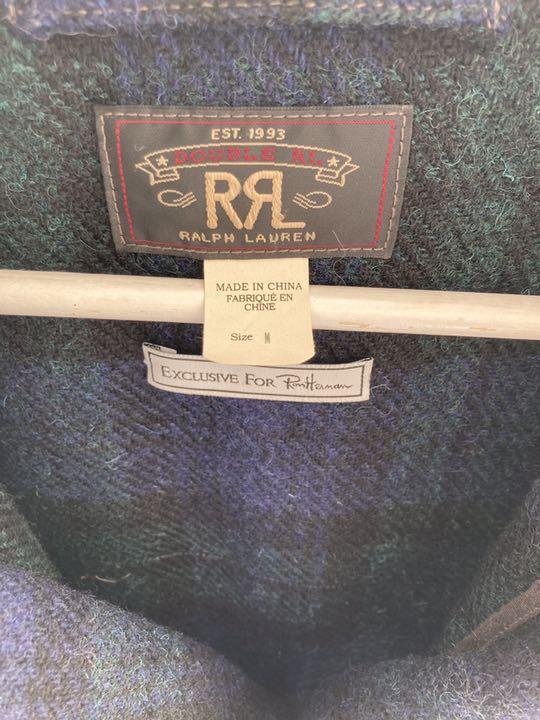 EST. 1993
DOUBLE RL
RRL
RALPH LAUREN
MADE IN CHINA
FABRIQUÉ EN
CHINE
Size M
EXCLUSIVE FOR Ron Herman